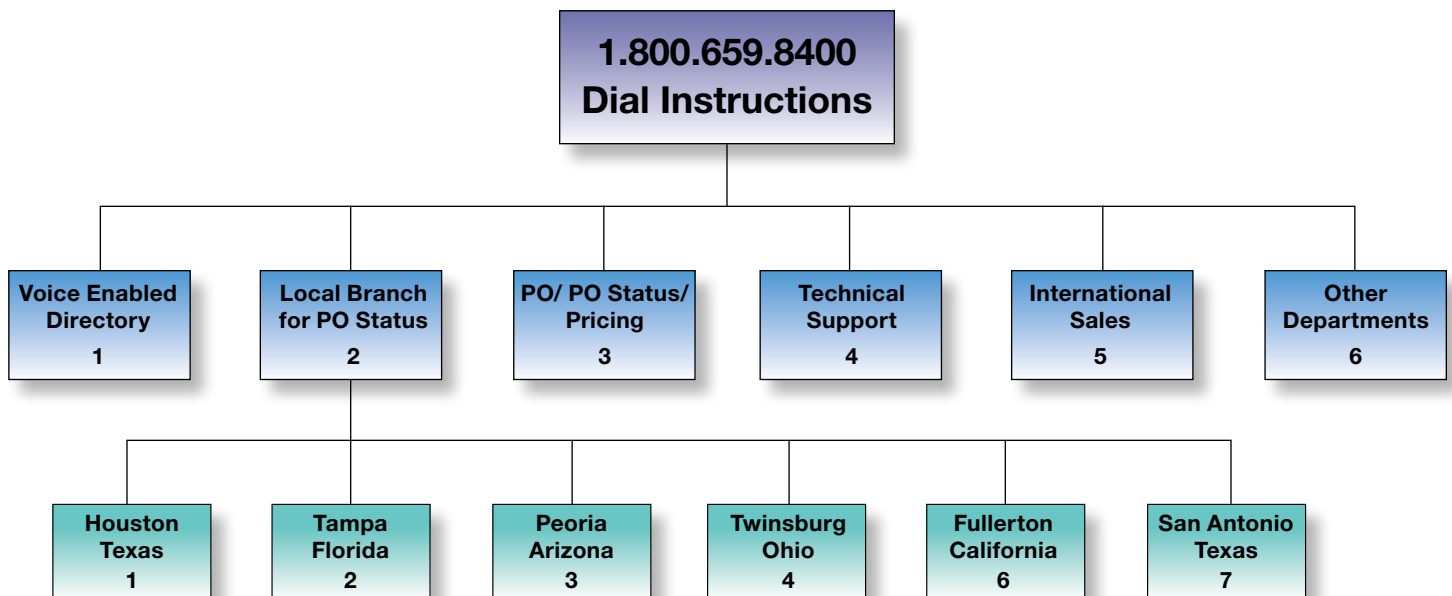 1.800.659.8400
Dial Instructions
Voice Enabled
Directory
1
Local Branch
for PO Status
2
PO/ PO Status/
Pricing
3
Technical
Support
4
International
Sales
5
Other
Departments
6
Houston
Texas
1
Tampa
Florida
2
Peoria
Arizona
3
Twinsburg
Ohio
4
Fullerton
California
6
San Antonio
Texas
7